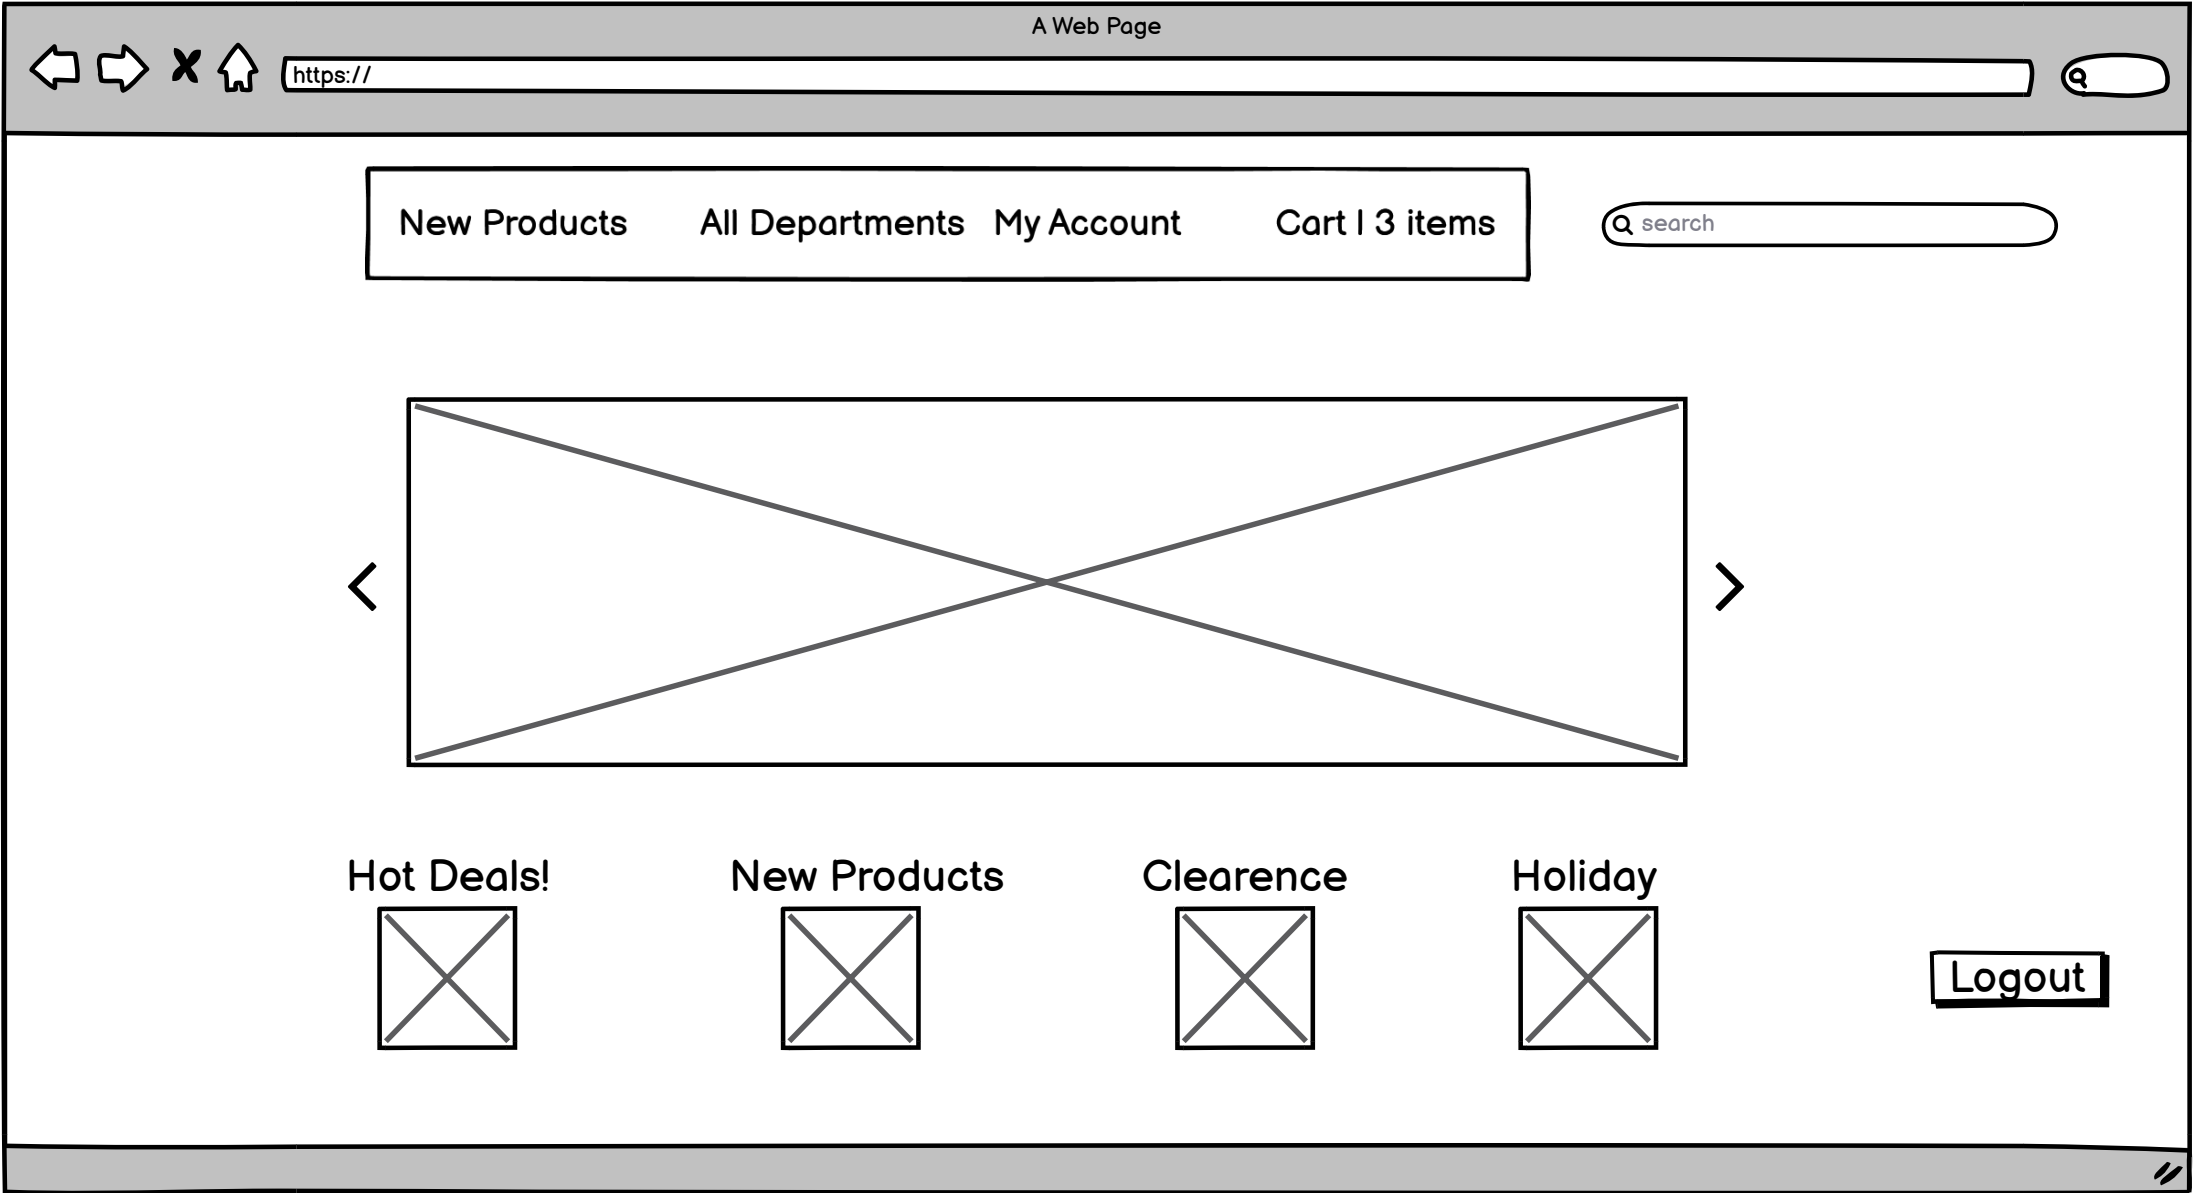 A Web Page
https://
New Products All Departments My Account Cart | 3 items
search
Hot Deals! New Products Clearence Holiday
Logout